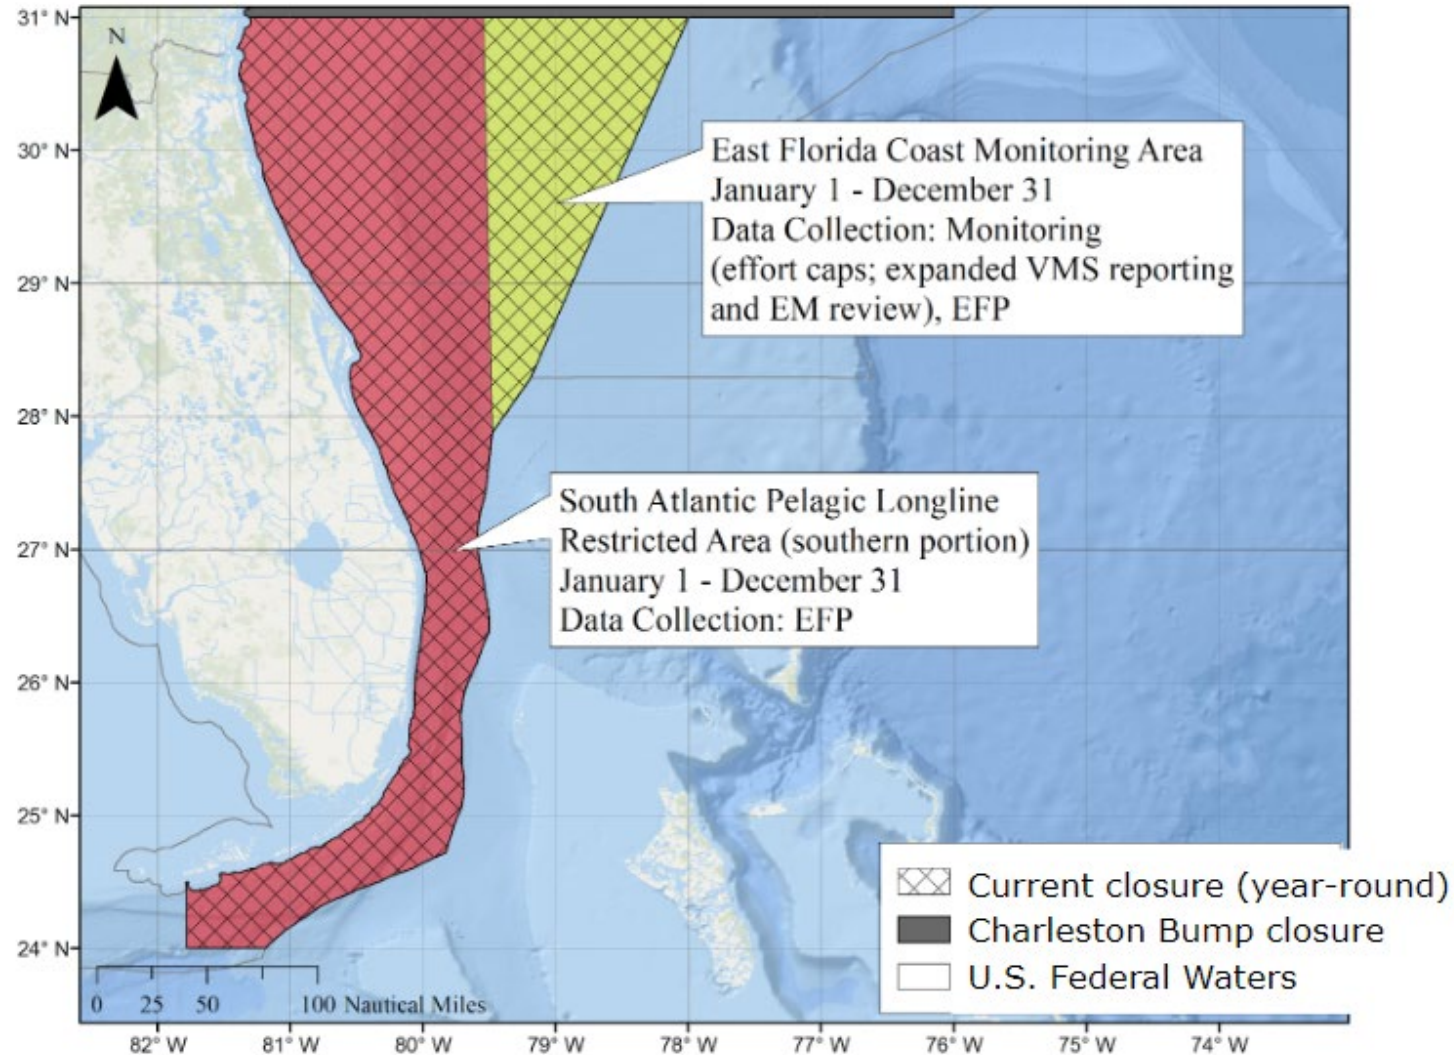 31° N
N
30° N
29° N
28° N
27° N
26° N
25° N
24° N
East Florida Coast Monitoring Area
January 1 - December 31
Data Collection: Monitoring
(effort caps; expanded VMS reporting
and EM review), EFP
South Atlantic Pelagic Longline
Restricted Area (southern portion)
January 1 - December 31
Data Collection: EFP
Current closure (year-round)
Charleston Bump closure
U.S. Federal Waters
0 25 50 100 Nautical Miles
82° W 81° W 80° W 79° W 78° W 77° W 76° W 75° W 74° W